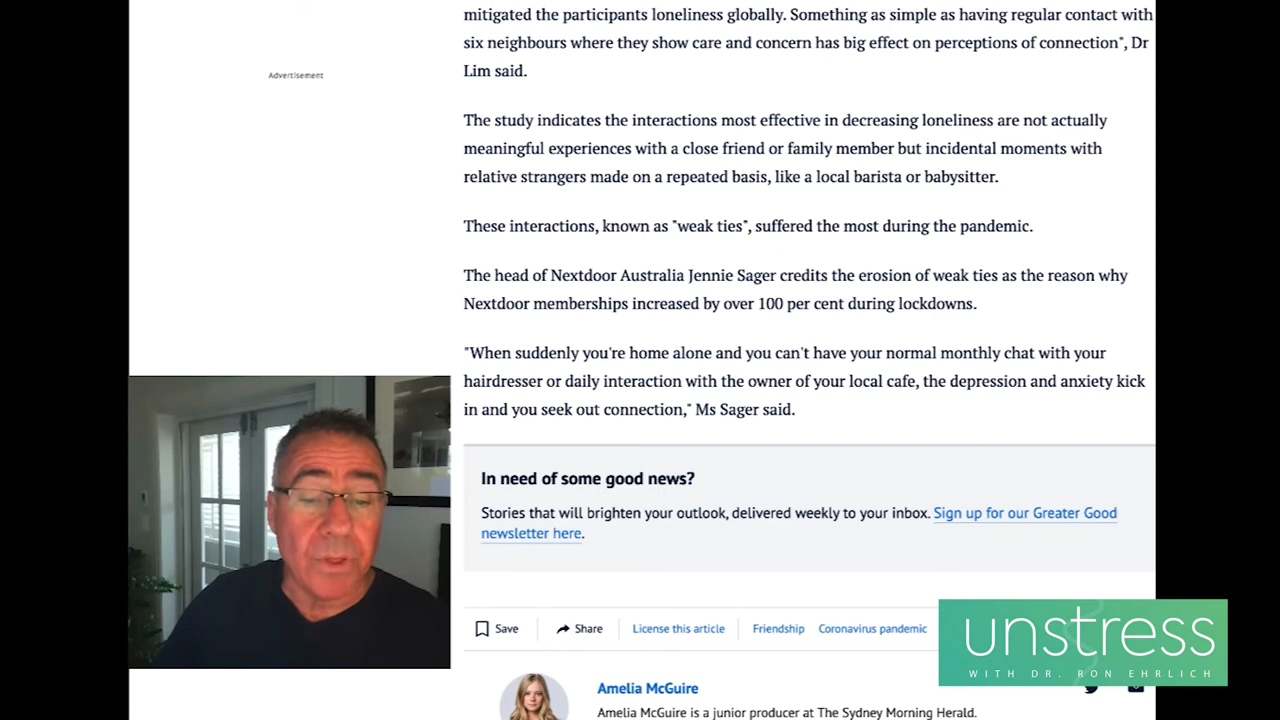 mitigated the participants loneliness globally. Something as simple as having regular contact with
six neighbours where they show care and concern has big effect on perceptions of connection", Dr
Lim said.
Advertisement
The study indicates the interactions most effective in decreasing loneliness are not actually
meaningful experiences with a close friend or family member but incidental moments with
relative strangers made on a repeated basis, like a local barista or babysitter.
These interactions, known as "weak ties", suffered the most during the pandemic.
The head of Nextdoor Australia Jennie Sager credits the erosion of weak ties as the reason why
Nextdoor memberships increased by over 100 per cent during lockdowns.
"When suddenly you're home alone and you can't have your normal monthly chat with your
hairdresser or daily interaction with the owner of your local cafe, the depression and anxiety kick
in and you seek out connection," Ms Sager said.
In need of some good news?
Stories that will brighten your outlook, delivered weekly to your inbox. Sign up for our Greater Good
newsletter here.
Save Share License this article Friendship Coronavirus pandemic
unstress
WITH DR. RON EHRLICH
Amelia McGuire
Amelia McGuire is a junior producer at The Sydney Morning Herald.